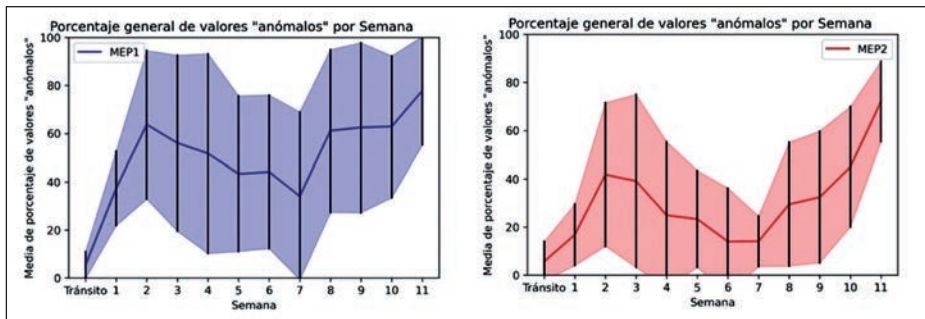 Porcentaje general de valores "anómalos" por Semana
100
80
60
40
20
0
Media de porcentaje de valores "anómalos"
MEP1
Tránsito 1 2 3 4 5 6 7 8 9 10 11
Semana
Porcentaje general de valores "anómalos" por Semana
100
80
60
40
20
0
Media de porcentaje de valores "anómalos"
MEP2
Tránsito 1 2 3 4 5 6 7 8 9 10 11
Semana